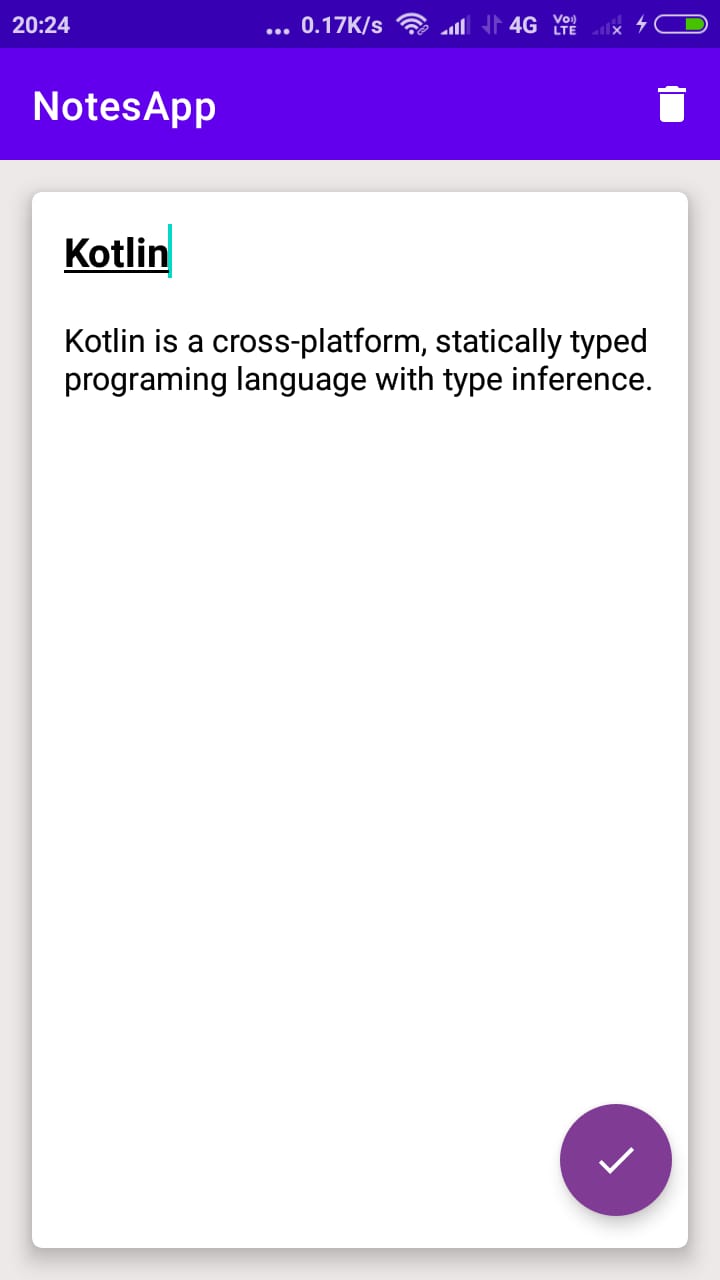 20:24
... 0.17K/s 4G Vo)) LTE
NotesApp
Kotlin
Kotlin is a cross-platform, statically typed
programing language with type inference.